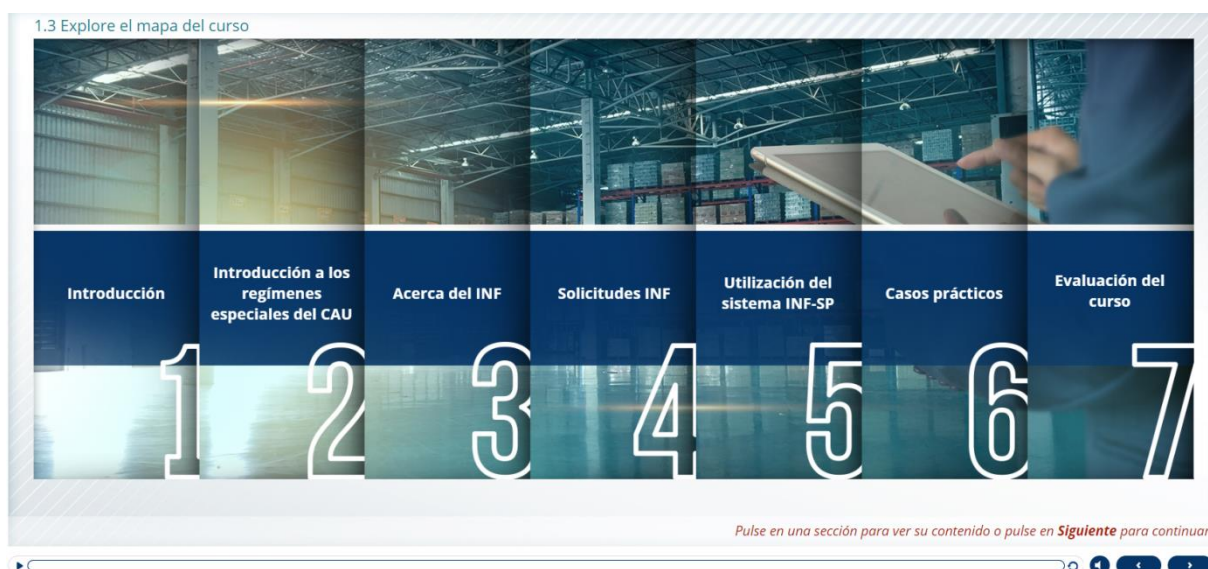 1.3 Explore el mapa del curso
Introducción
1
Introducción a los
regímenes
especiales del CAU
2
Acerca del INF
3
Solicitudes INF
4
Utilización del
sistema INF-SP
5
Casos prácticos
6
Evaluación del
curso
7
Pulse en una sección para ver su contenido o pulse en Siguiente para continuar